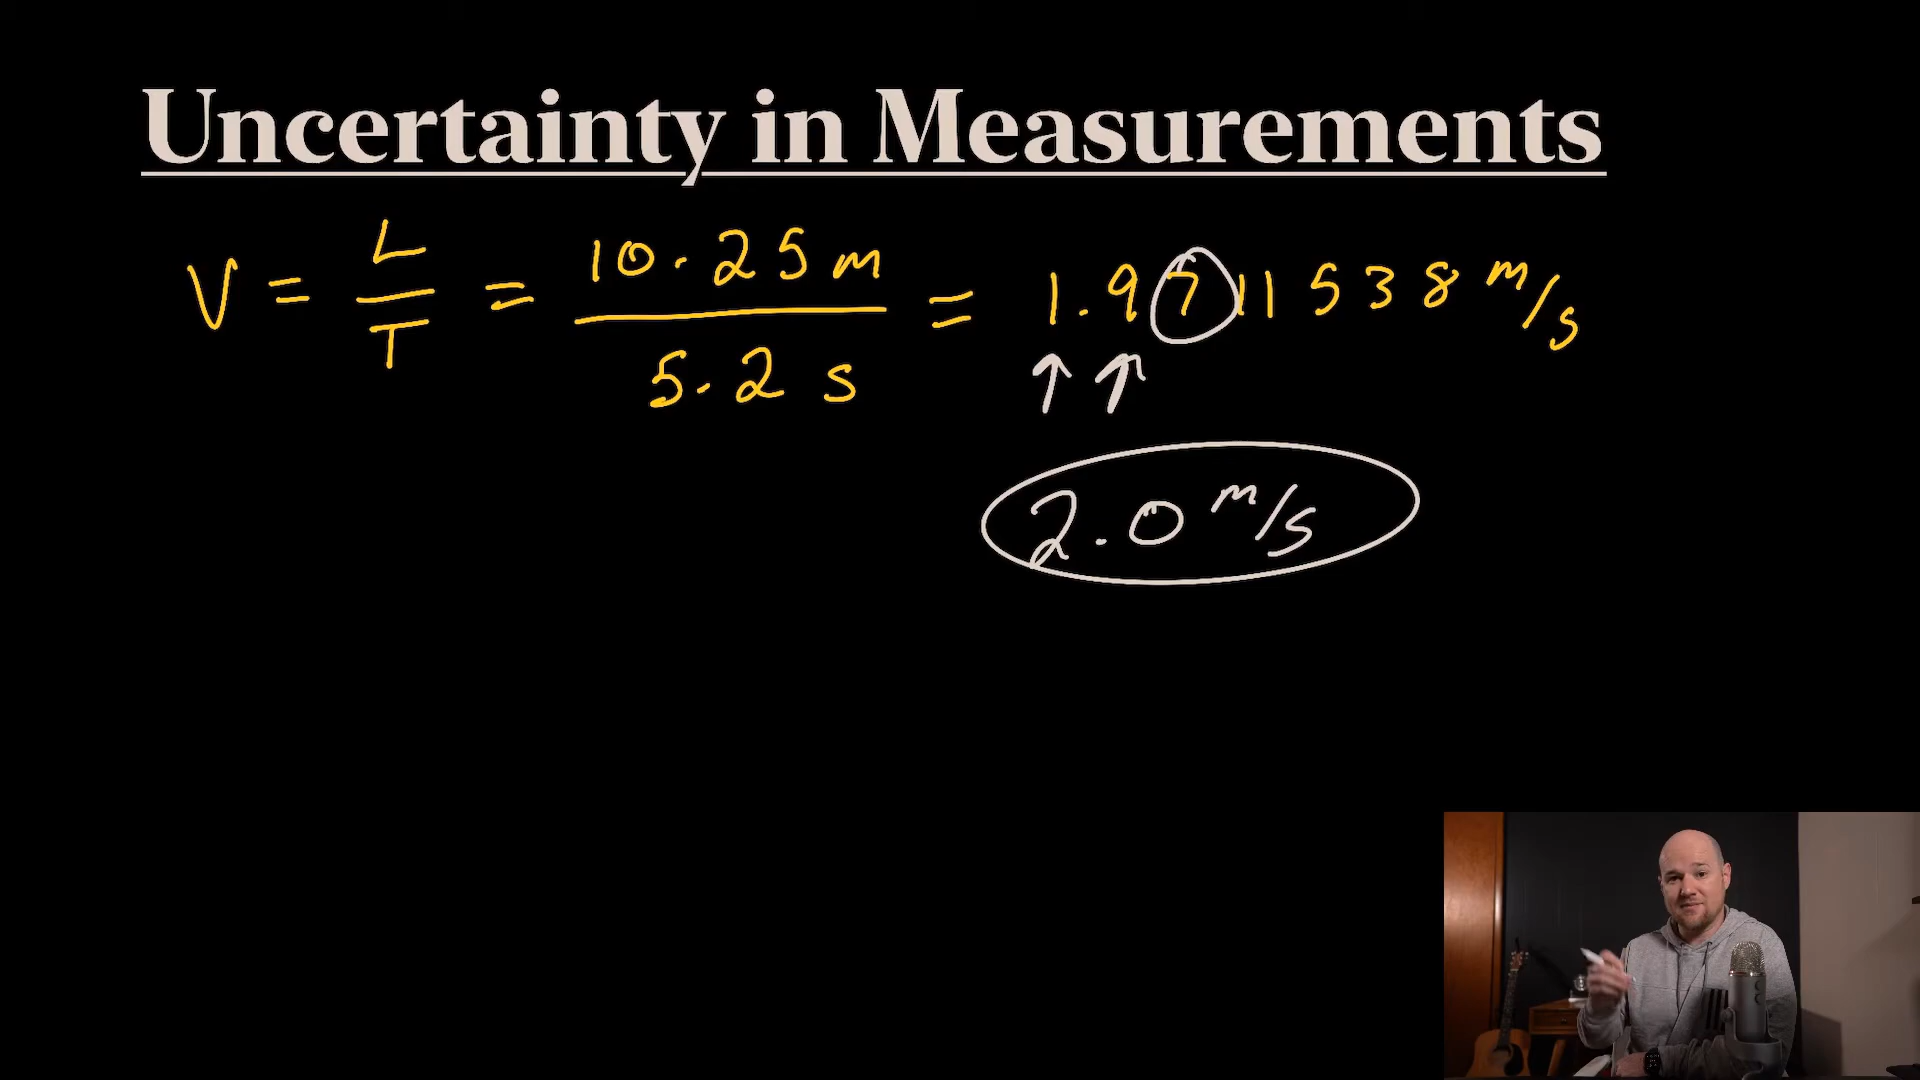 Uncertainty in Measurements
V = L/T = 10.25 m / 5.2 s = 1.9711538 m/s
↑ ↑
2.0 m/s